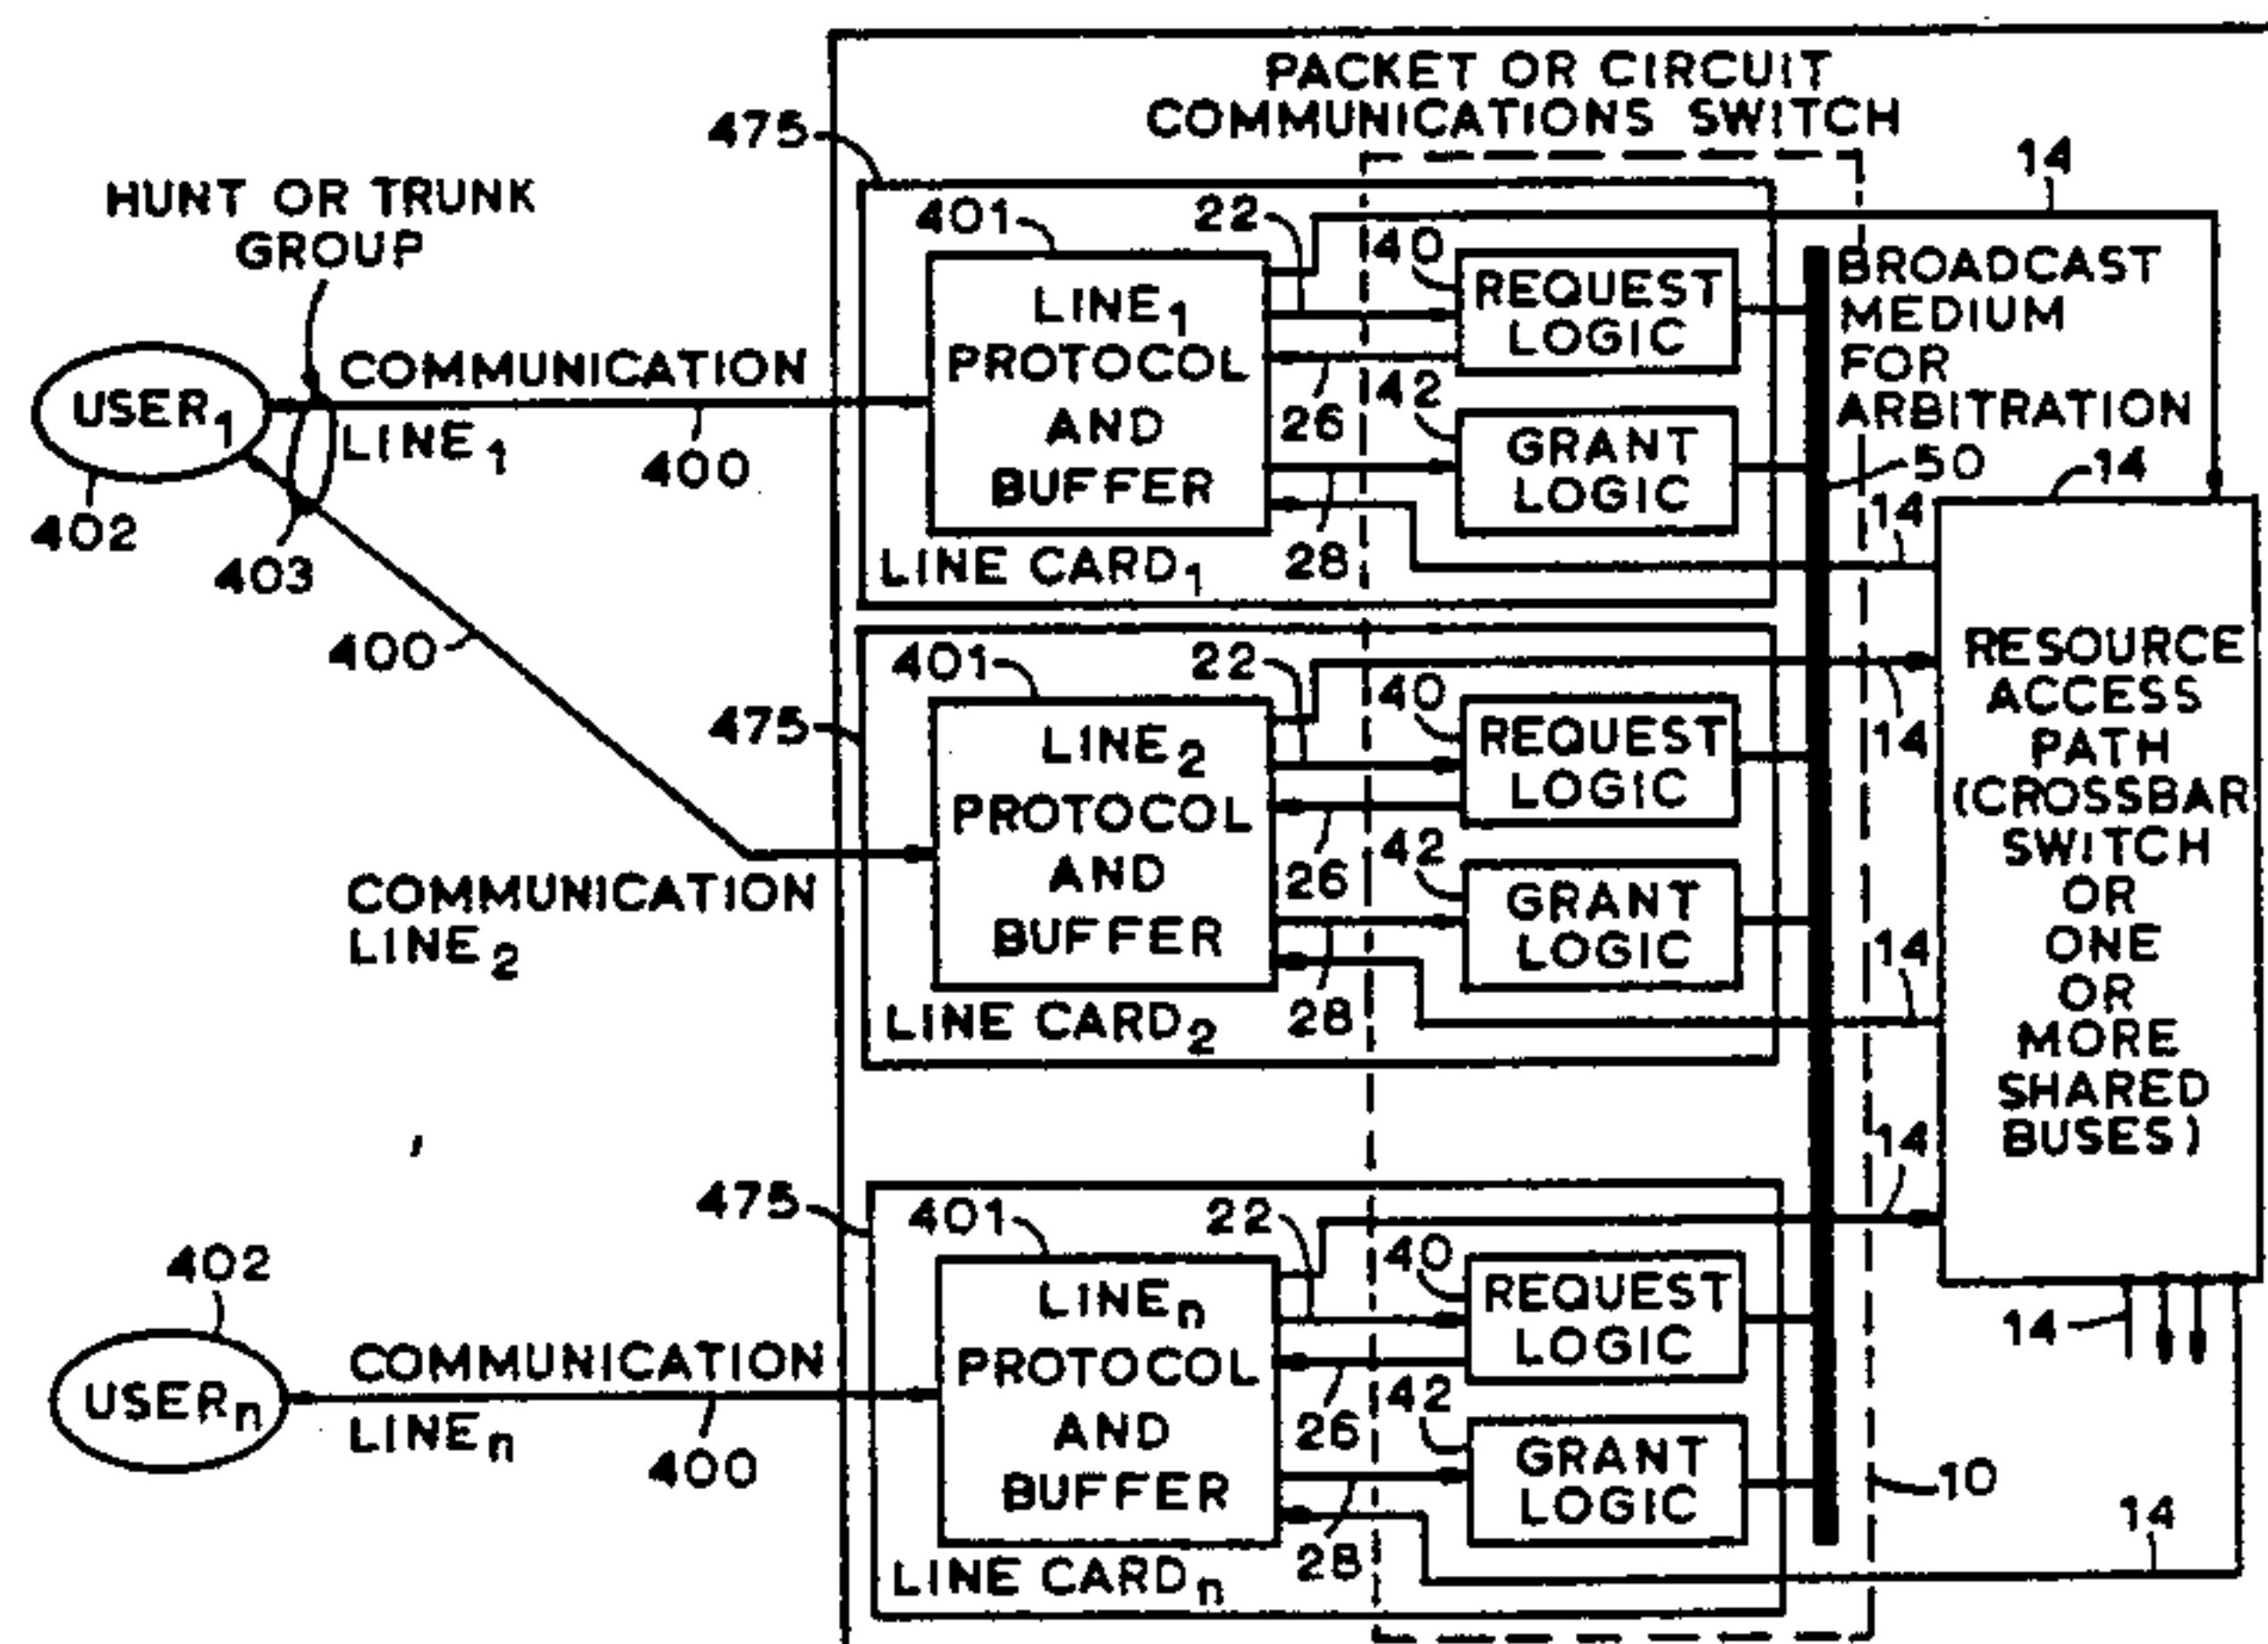 PACKET OR CIRCUIT
COMMUNICATIONS SWITCH
475
14
HUNT OR TRUNK
GROUP
401
22
40
LINE1
PROTOCOL
AND
BUFFER
REQUEST
LOGIC
BROADCAST
MEDIUM
FOR
ARBITRATION
USER1
COMMUNICATION
LINE1
400
26
42
GRANT
LOGIC
50
14
14
402
403
28
LINE CARD1
14
400
475
401
22
40
LINE2
PROTOCOL
AND
BUFFER
REQUEST
LOGIC
14
RESOURCE
ACCESS
PATH
(CROSSBAR
SWITCH
OR
ONE
OR
MORE
SHARED
BUSES)
26
42
GRANT
LOGIC
COMMUNICATION
LINE2
28
LINE CARD2
14
14
475
401
22
40
LINEn
PROTOCOL
AND
BUFFER
REQUEST
LOGIC
14
402
USERn
COMMUNICATION
LINEn
400
26
42
GRANT
LOGIC
10
28
LINE CARDn
14